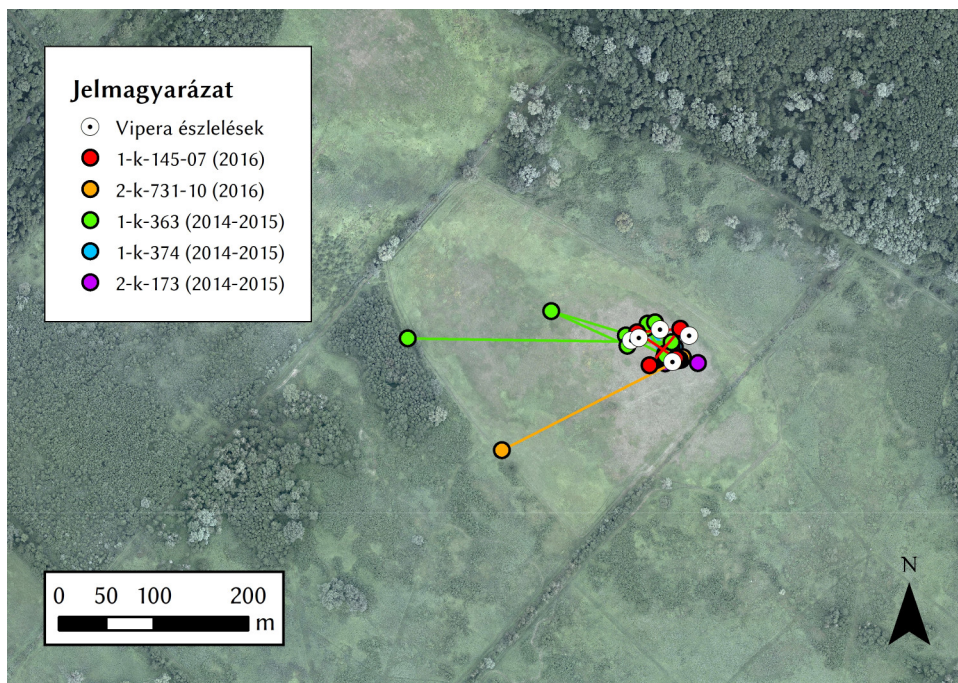 Jelmagyarázat
Vipera észlelések
1-k-145-07 (2016)
2-k-731-10 (2016)
1-k-363 (2014-2015)
1-k-374 (2014-2015)
2-k-173 (2014-2015)
0 50 100 200
m
N